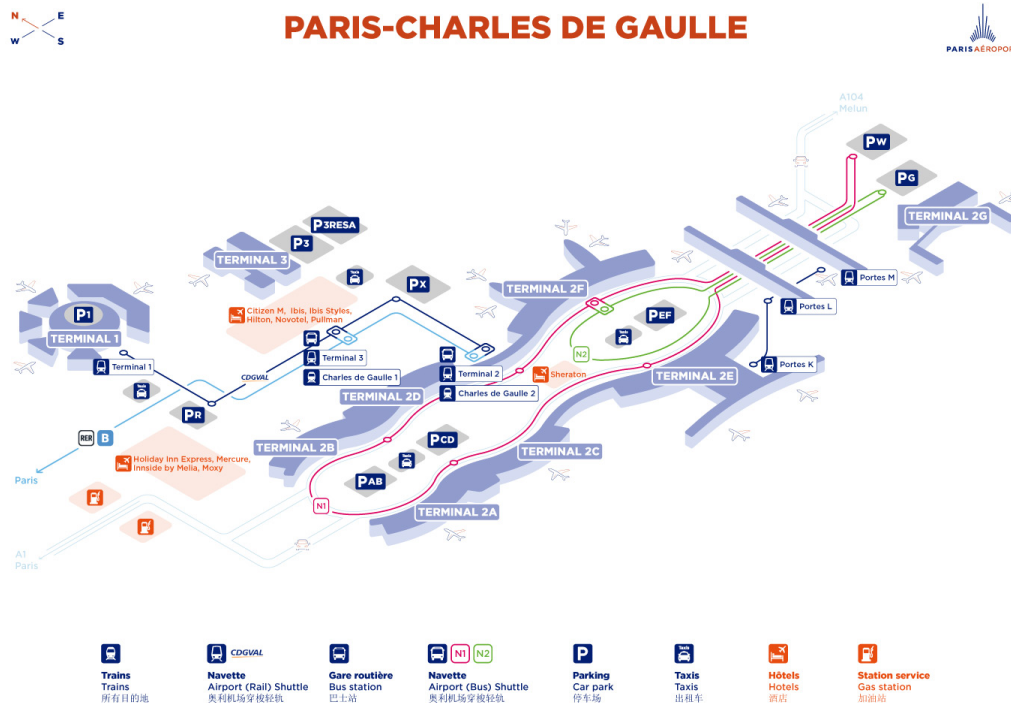 N E
W S
PARIS-CHARLES DE GAULLE
PARISAÉROPORT
A104
Melun
PW
PG
TERMINAL 2G
P3RESA
P3
TERMINAL 3
Taxis
PX
TERMINAL 2F
Portes M
Portes L
Portes K
Citizen M, Ibis, Ibis Styles,
Hilton, Novotel, Pullman
P1
TERMINAL 1
Terminal 1
Terminal 3
Charles de Gaulle 1
CDGVAL
PEF
Taxis
N2
Terminal 2
Charles de Gaulle 2
Sheraton
TERMINAL 2E
TERMINAL 2D
Taxis
PR
RER B
Paris
Holiday Inn Express, Mercure,
Innside by Melia, Moxy
TERMINAL 2B
PCD
Taxis
PAB
TERMINAL 2C
N1
TERMINAL 2A
A1
Paris
Trains
Trains
所有目的地
CDGVAL
Navette
Airport (Rail) Shuttle
奥利机场穿梭轻轨
Gare routière
Bus station
巴士站
N1 N2
Navette
Airport (Bus) Shuttle
奥利机场穿梭轻轨
P
Parking
Car park
停车场
Taxis
Taxis
Taxis
出租车
Hôtels
Hotels
酒店
Station service
Gas station
加油站